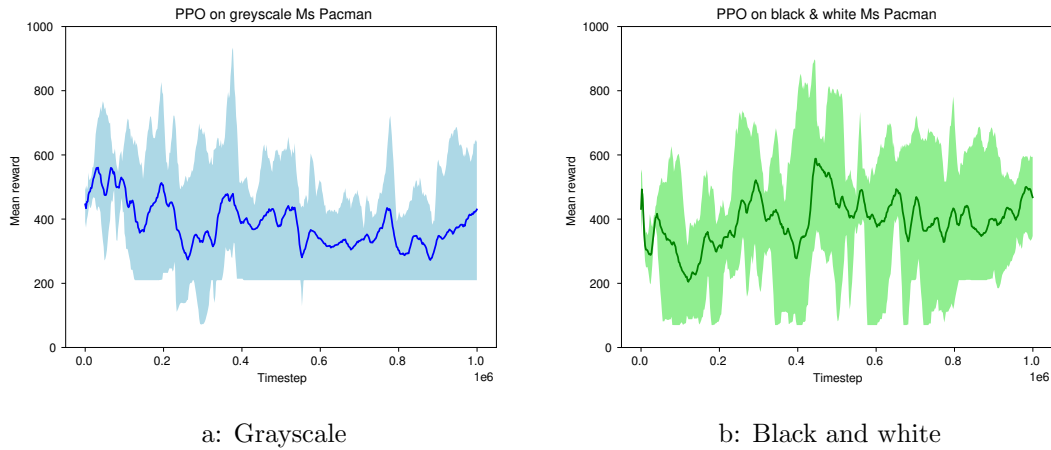 PPO on greyscale Ms Pacman
1000
800
600
400
200
0
Mean reward
0.0 0.2 0.4 0.6 0.8 1.0
Timestep
1e6
a: Grayscale
PPO on black & white Ms Pacman
1000
800
600
400
200
0
Mean reward
0.0 0.2 0.4 0.6 0.8 1.0
Timestep
1e6
b: Black and white